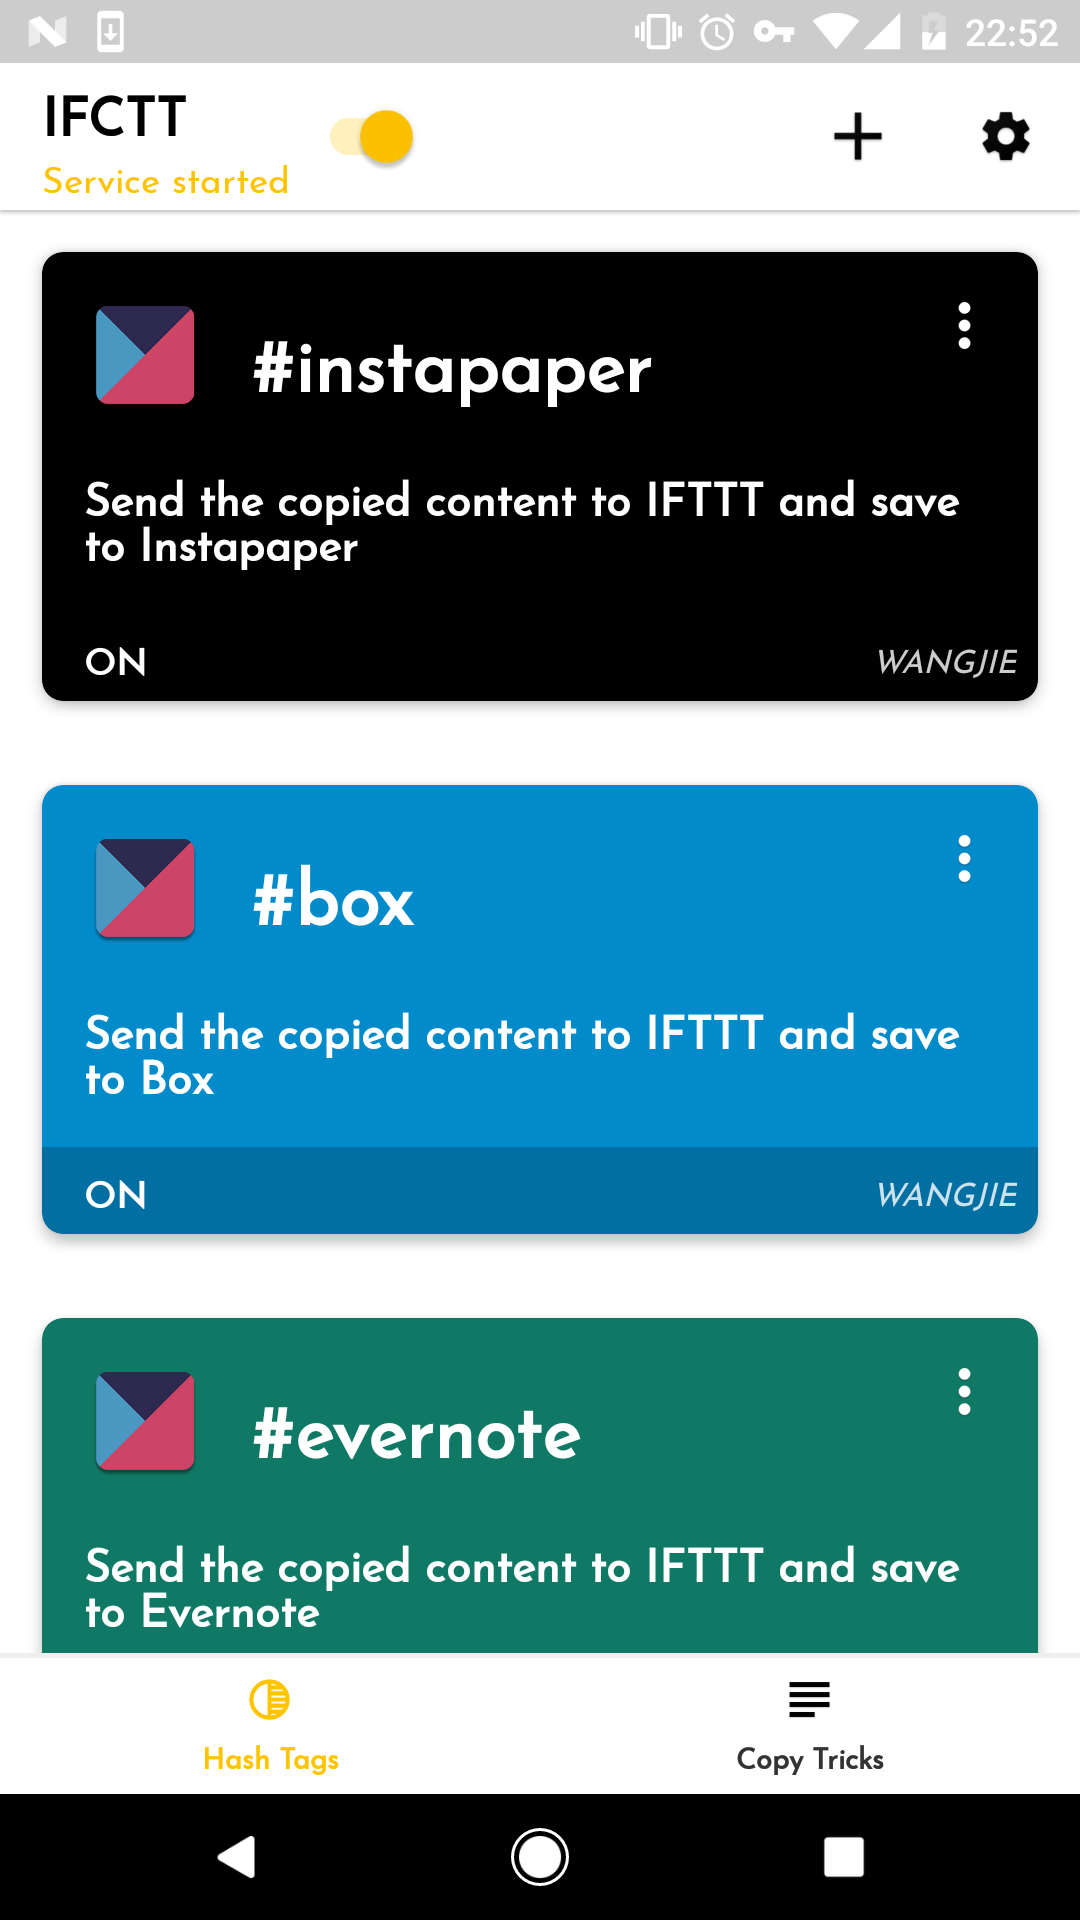 22:52
IFCTT
Service started
#instapaper
Send the copied content to IFTTT and save
to Instapaper
ON
WANGJIE
#box
Send the copied content to IFTTT and save
to Box
ON
WANGJIE
#evernote
Send the copied content to IFTTT and save
to Evernote
Hash Tags
Copy Tricks